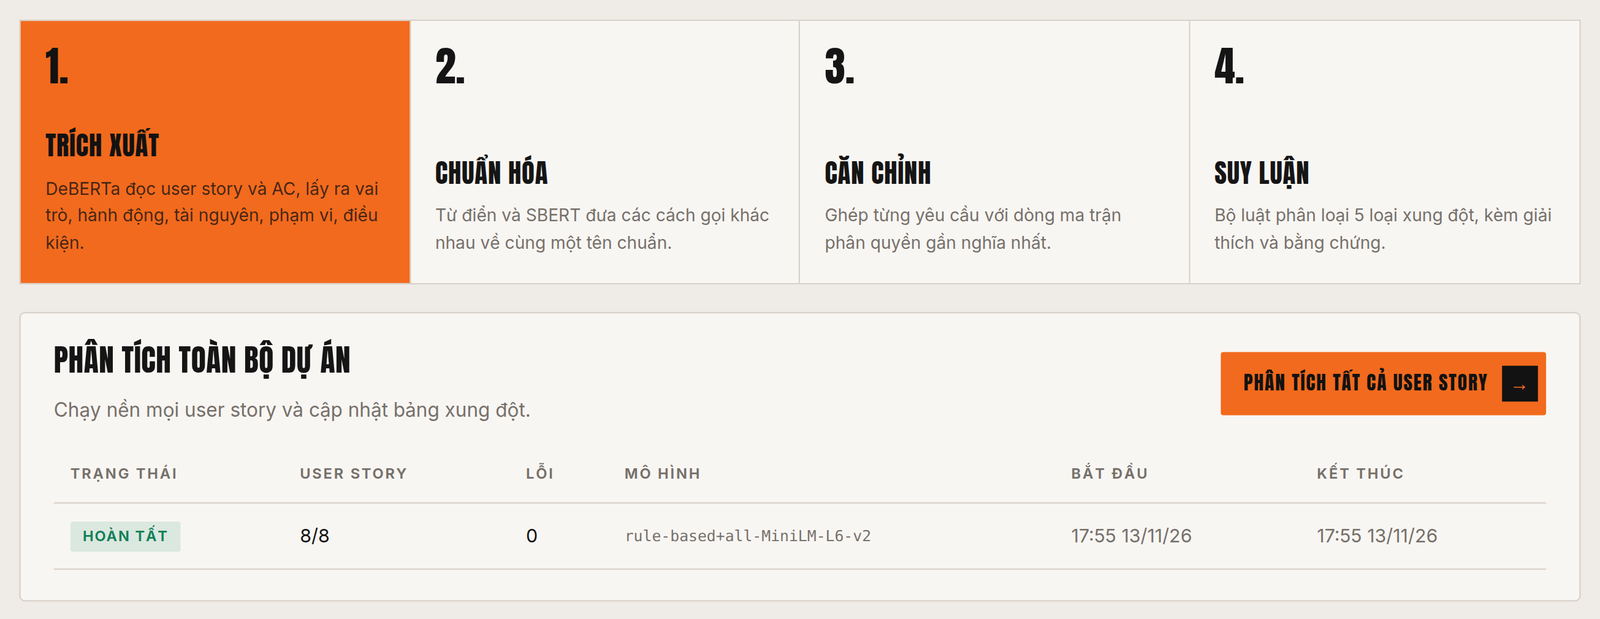 1.
TRÍCH XUẤT
DeBERTa đọc user story và AC, lấy ra vai
trò, hành động, tài nguyên, phạm vi, điều
kiện.
2.
CHUẨN HÓA
Từ điển và SBERT đưa các cách gọi khác
nhau về cùng một tên chuẩn.
3.
CĂN CHỈNH
Ghép từng yêu cầu với dòng ma trận
phân quyền gần nghĩa nhất.
4.
SUY LUẬN
Bộ luật phân loại 5 loại xung đột, kèm giải
thích và bằng chứng.
PHÂN TÍCH TOÀN BỘ DỰ ÁN
Chạy nền mọi user story và cập nhật bảng xung đột.
PHÂN TÍCH TẤT CẢ USER STORY →
TRẠNG THÁI USER STORY LỖI MÔ HÌNH BẮT ĐẦU KẾT THÚC
HOÀN TẤT 8/8 0 rule-based+all-MiniLM-L6-v2 17:55 13/11/26 17:55 13/11/26